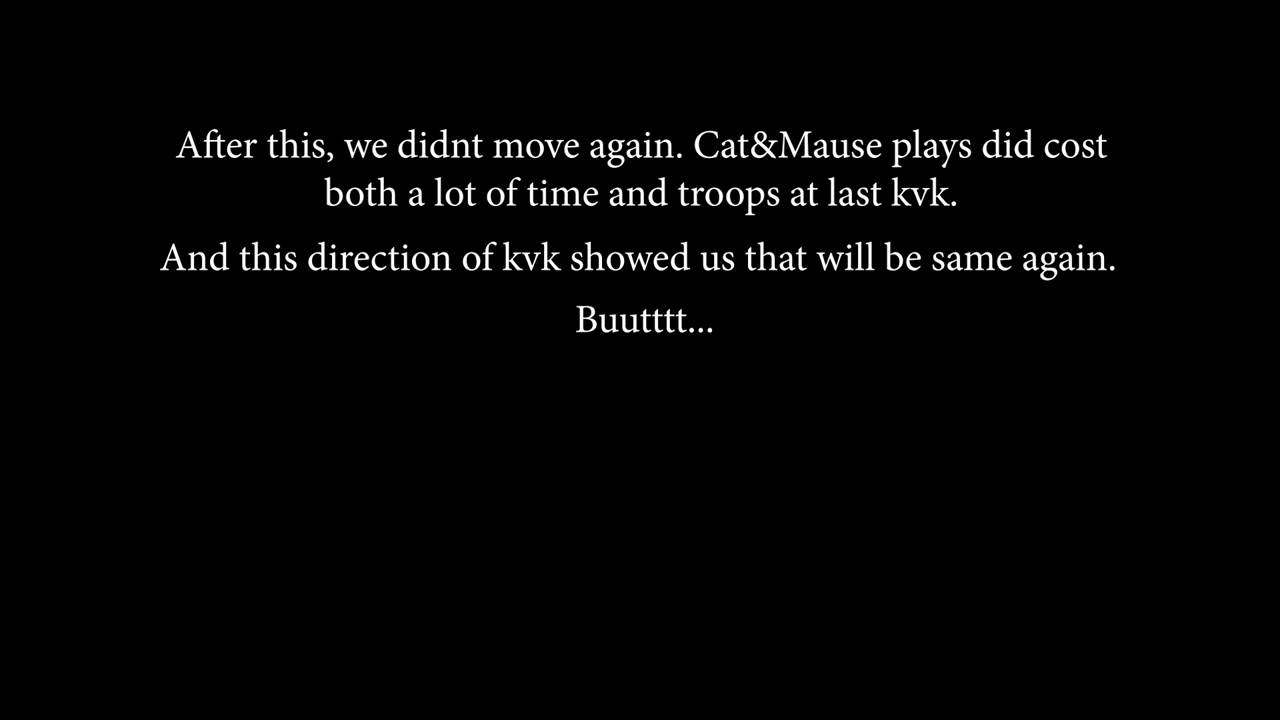 After this, we didnt move again. Cat&Mause plays did cost
both a lot of time and troops at last kvk.
And this direction of kvk showed us that will be same again.
Buutttt...